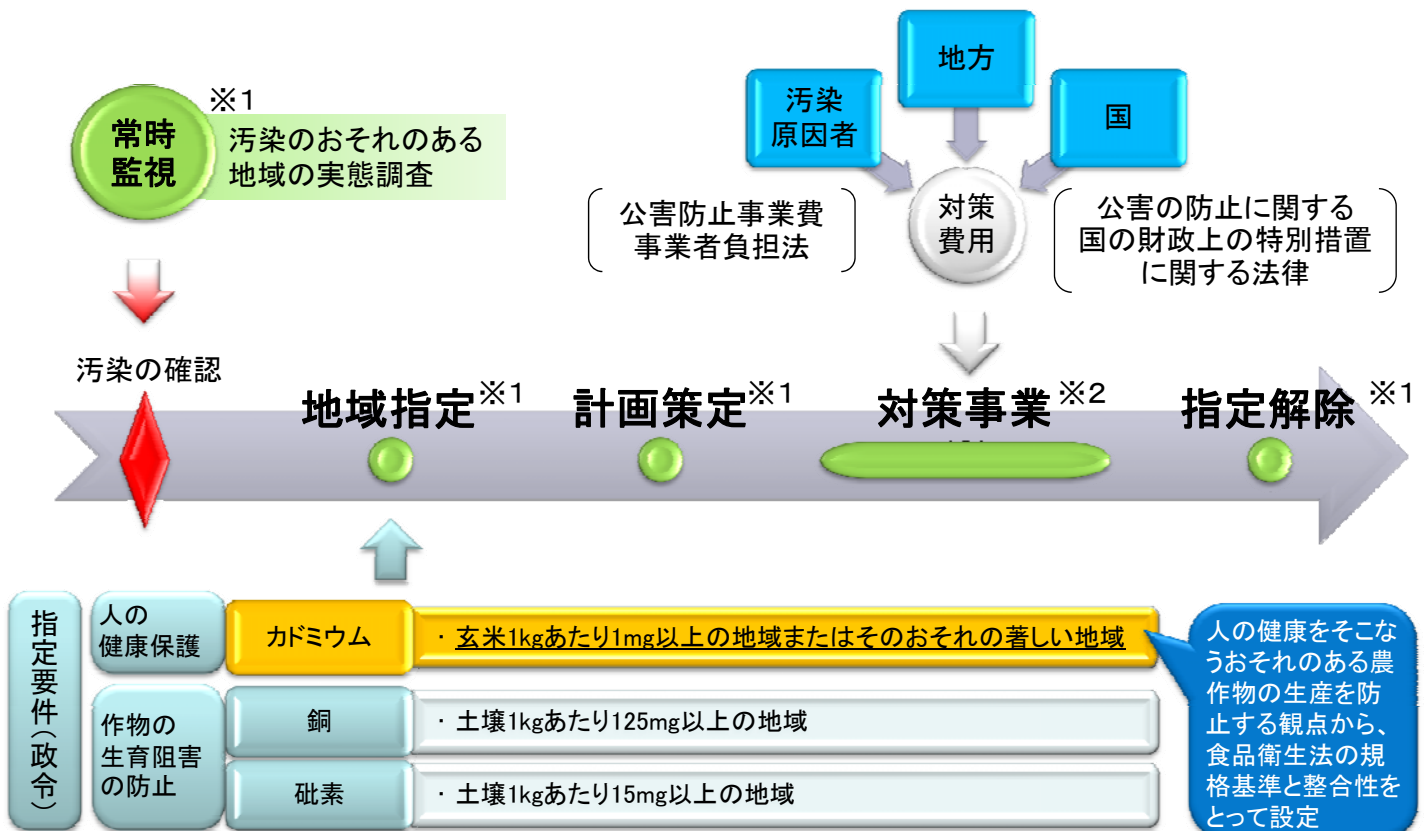 ※1
常時
監視
汚染のおそれのある
地域の実態調査
地方
汚染
原因者
国
対策
費用
公害防止事業費
事業者負担法
公害の防止に関する
国の財政上の特別措置
に関する法律
汚染の確認
地域指定※1
計画策定※1
対策事業※2
指定解除※1
指定要件(政令)
人の
健康保護
カドミウム
・玄米1kgあたり1mg以上の地域またはそのおそれの著しい地域
作物の
生育阻害
の防止
銅
・土壌1kgあたり125mg以上の地域
砒素
・土壌1kgあたり15mg以上の地域
人の健康をそこな
うおそれのある農
作物の生産を防
止する観点から、
食品衛生法の規
格基準と整合性を
とって設定